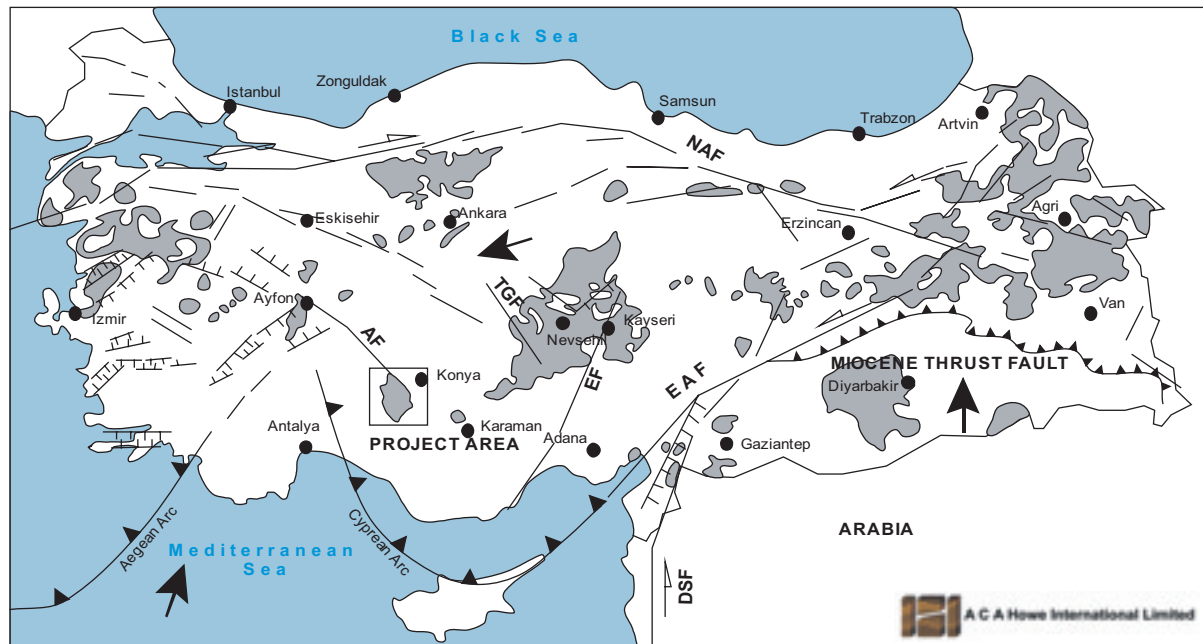 Black Sea
Zonguldak
Istanbul
Samsun
Trabzon
Artvin
NAF
Eskisehir
Ankara
Erzincan
Agri
TGF
Ayfon
Izmir
Nevsehil
Kayseri
Van
AF
MIOCENE THRUST FAULT
EF
EAF
Diyarbakir
Konya
Karaman
PROJECT AREA
Antalya
Adana
Gaziantep
Aegean Arc
Cyprean Arc
Mediterranean
Sea
ARABIA
DSF
A C A Howe International Limited